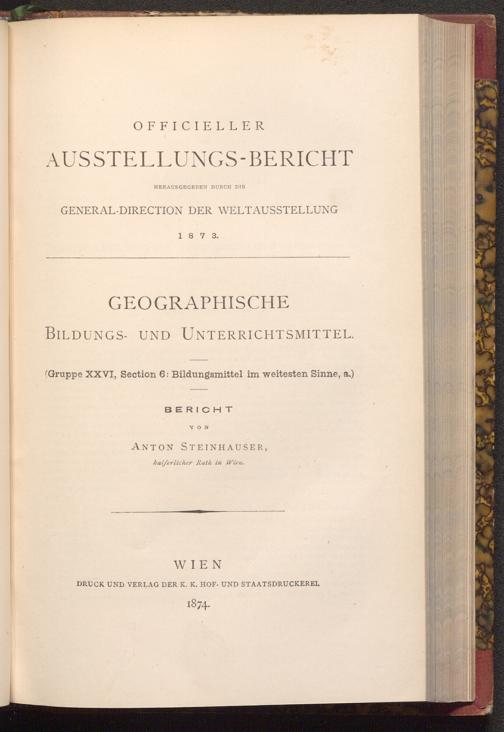 OFFICIELLER
AUSSTELLUNGS-BERICHT
HERAUSGEGEBEN DURCH DIE
GENERAL-DIRECTION DER WELTAUSSTELLUNG
1873.
GEOGRAPHISCHE
BILDUNGS- UND UNTERRICHTSMITTEL.
(Gruppe XXVI, Section 6: Bildungsmittel im weitesten Sinne, a.)
BERICHT
VON
ANTON STEINHAUSER,
kaiserlicher Rath in Wien.
WIEN
DRUCK UND VERLAG DER K. K. HOF- UND STAATSDRUCKEREI.
1874.